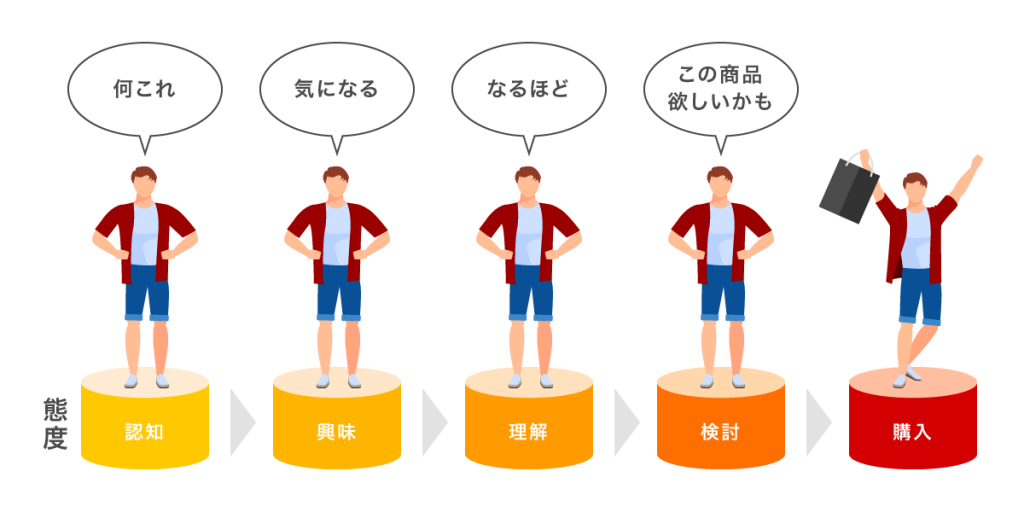 何これ
気になる
なるほど
この商品
欲しいかも
態度
認知
興味
理解
検討
購入